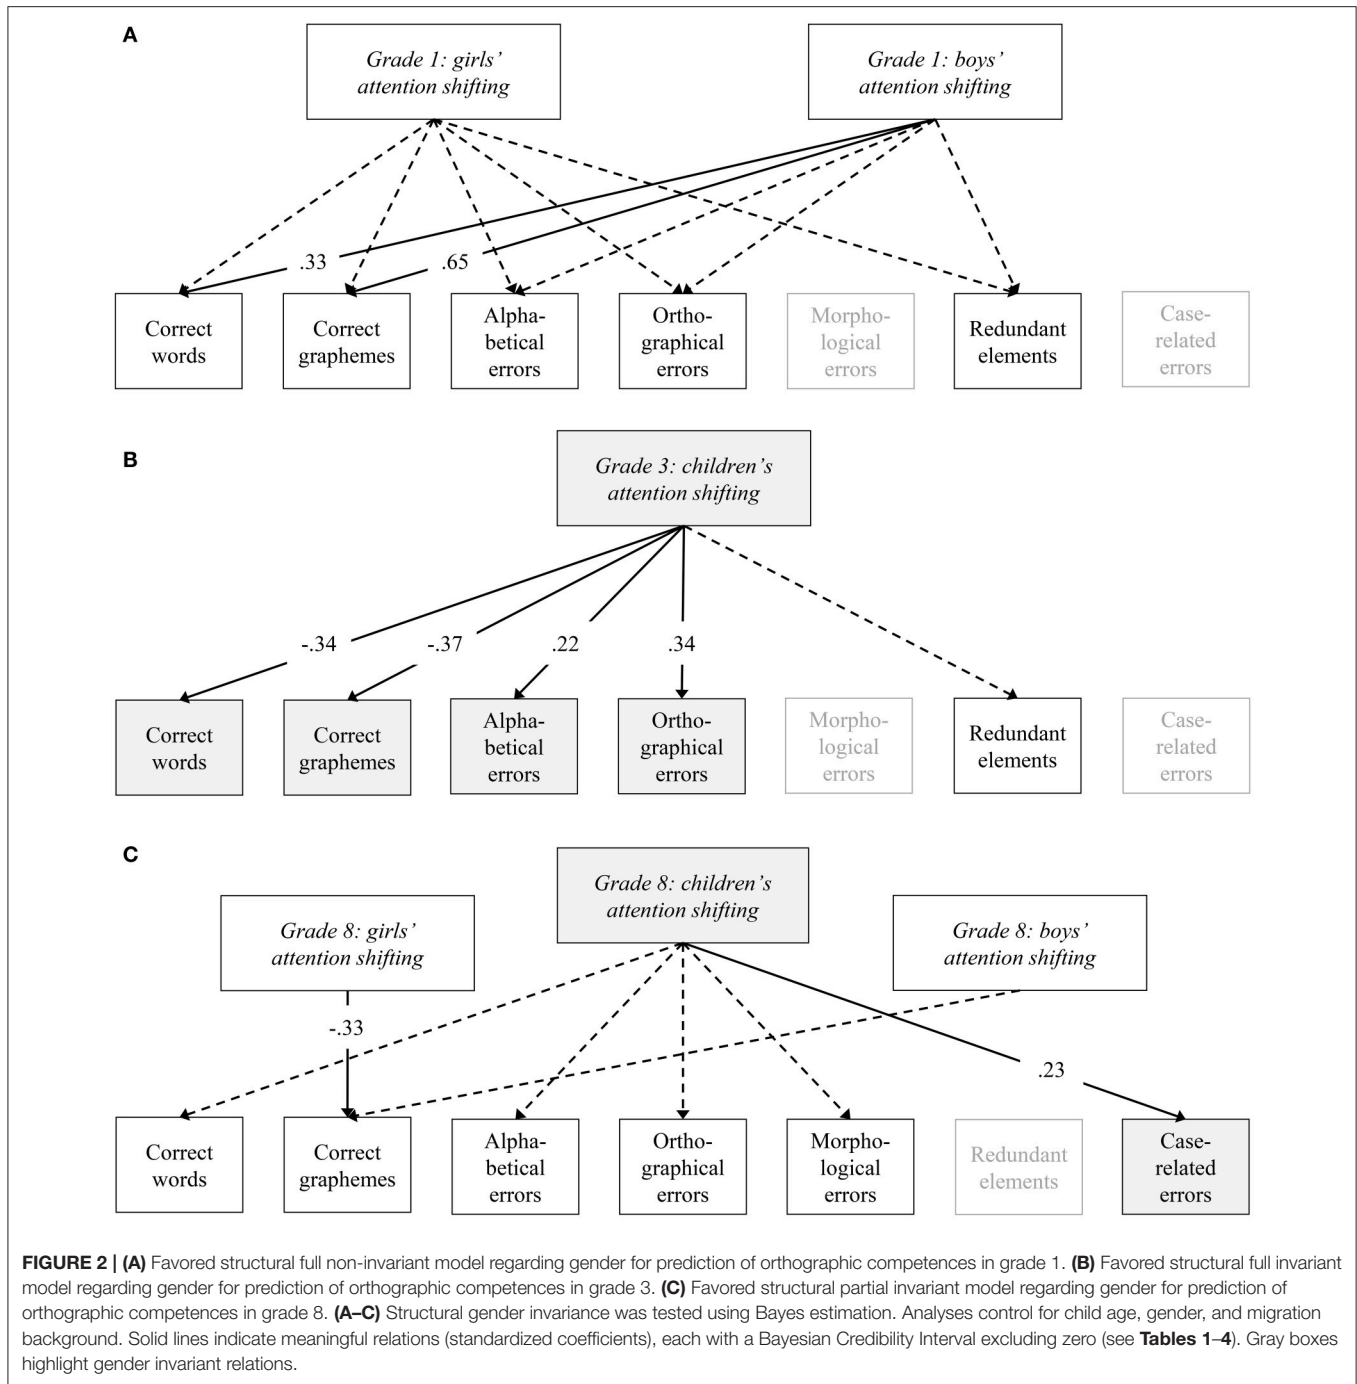 A
Grade 1: girls’
attention shifting
Grade 1: boys’
attention shifting
.33
.65
Correct
words
Correct
graphemes
Alpha-
betical
errors
Ortho-
graphical
errors
Morpho-
logical
errors
Redundant
elements
Case-
related
errors
B
Grade 3: children’s
attention shifting
-.34
-.37
.22
.34
Correct
words
Correct
graphemes
Alpha-
betical
errors
Ortho-
graphical
errors
Morpho-
logical
errors
Redundant
elements
Case-
related
errors
C
Grade 8: girls’
attention shifting
Grade 8: children’s
attention shifting
Grade 8: boys’
attention shifting
-.33
.23
Correct
words
Correct
graphemes
Alpha-
betical
errors
Ortho-
graphical
errors
Morpho-
logical
errors
Redundant
elements
Case-
related
errors
FIGURE 2 | (A) Favored structural full non-invariant model regarding gender for prediction of orthographic competences in grade 1. (B) Favored structural full invariant
model regarding gender for prediction of orthographic competences in grade 3. (C) Favored structural partial invariant model regarding gender for prediction of
orthographic competences in grade 8. (A–C) Structural gender invariance was tested using Bayes estimation. Analyses control for child age, gender, and migration
background. Solid lines indicate meaningful relations (standardized coefficients), each with a Bayesian Credibility Interval excluding zero (see Tables 1–4). Gray boxes
highlight gender invariant relations.